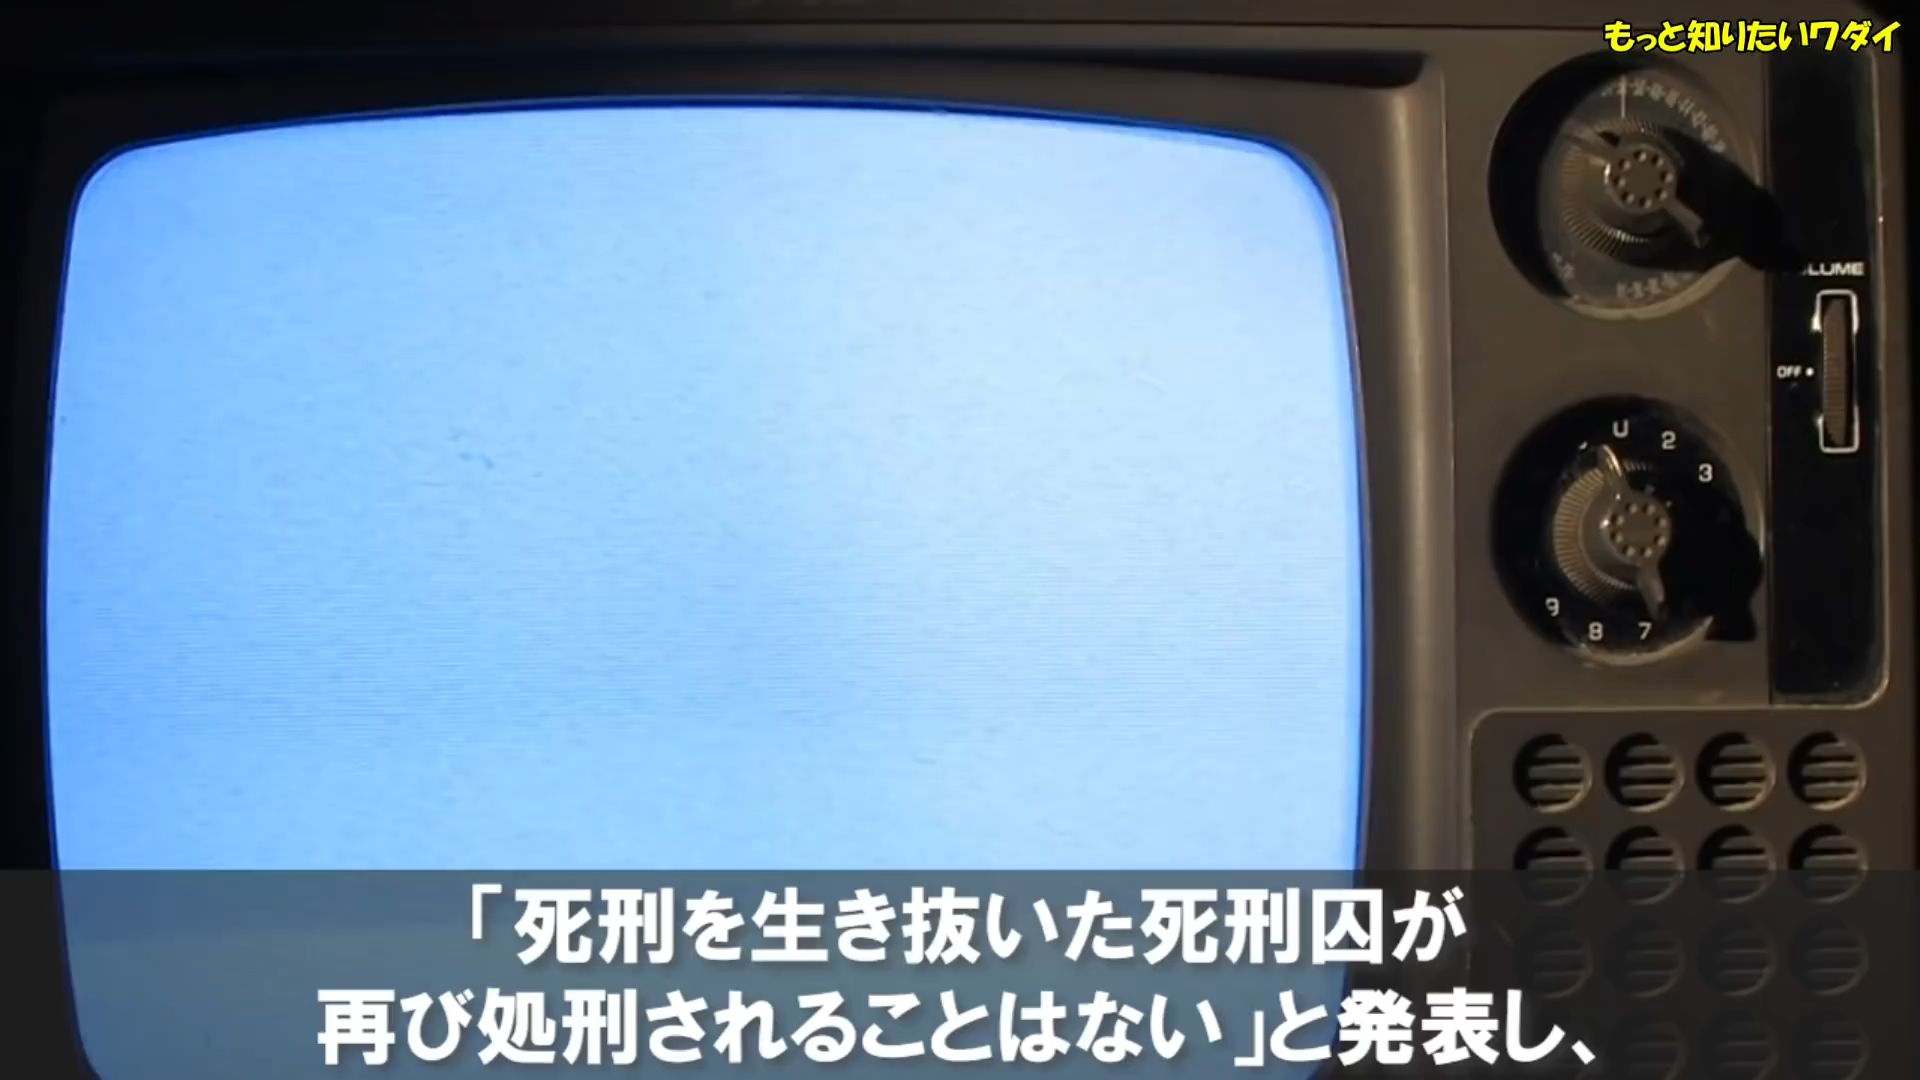 もっと知りたいワダイ
LUME
OFF
U 2 3
9 8 7
「死刑を生き抜いた死刑囚が
再び処刑されることはない」と発表し、